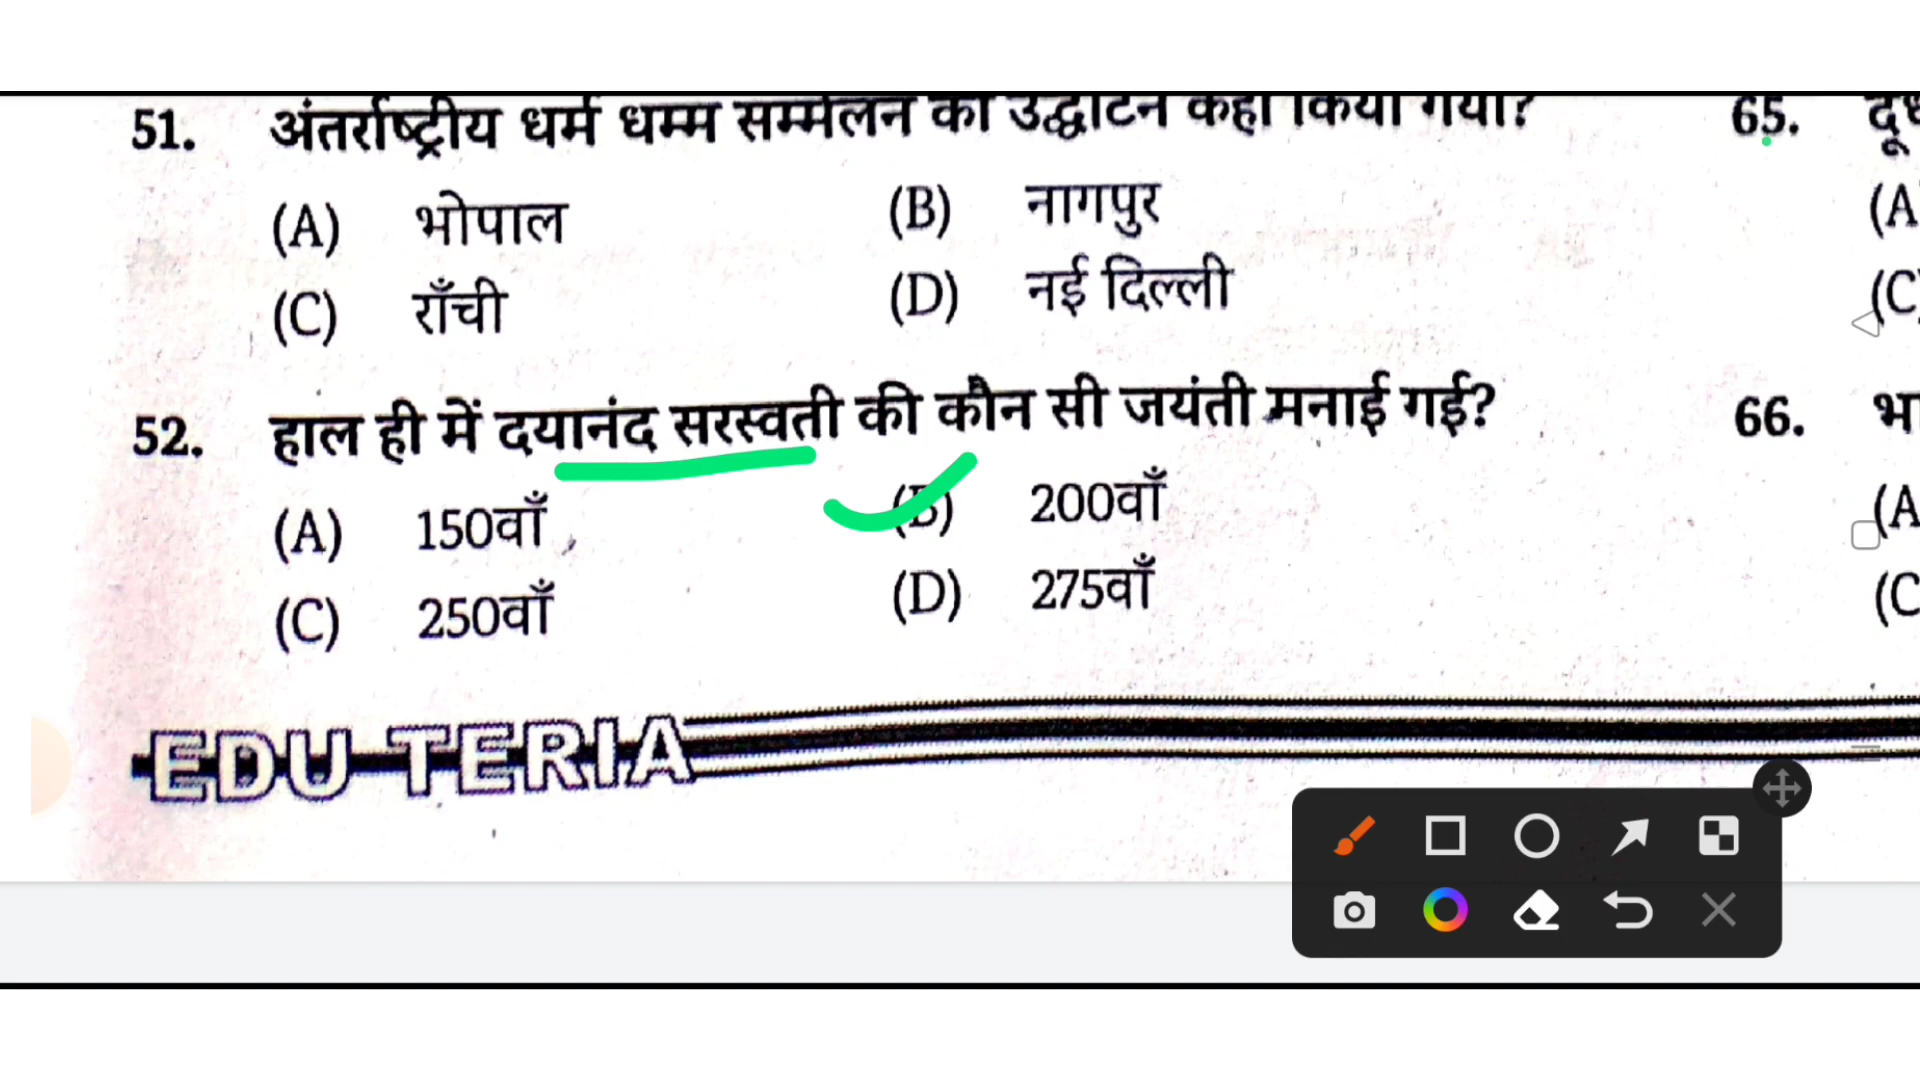 51. अंतर्राष्ट्रीय धर्म धम्म सम्मेलन का उद्घाटन कहाँ किया गया?
(A) भोपाल (B) नागपुर
(C) राँची (D) नई दिल्ली
52. हाल ही में दयानंद सरस्वती की कौन सी जयंती मनाई गई?
(A) 150वाँ (B) 200वाँ
(C) 250वाँ (D) 275वाँ
EDU TERIA
65. दूध
(A
(C)
66. भा
(A
(C